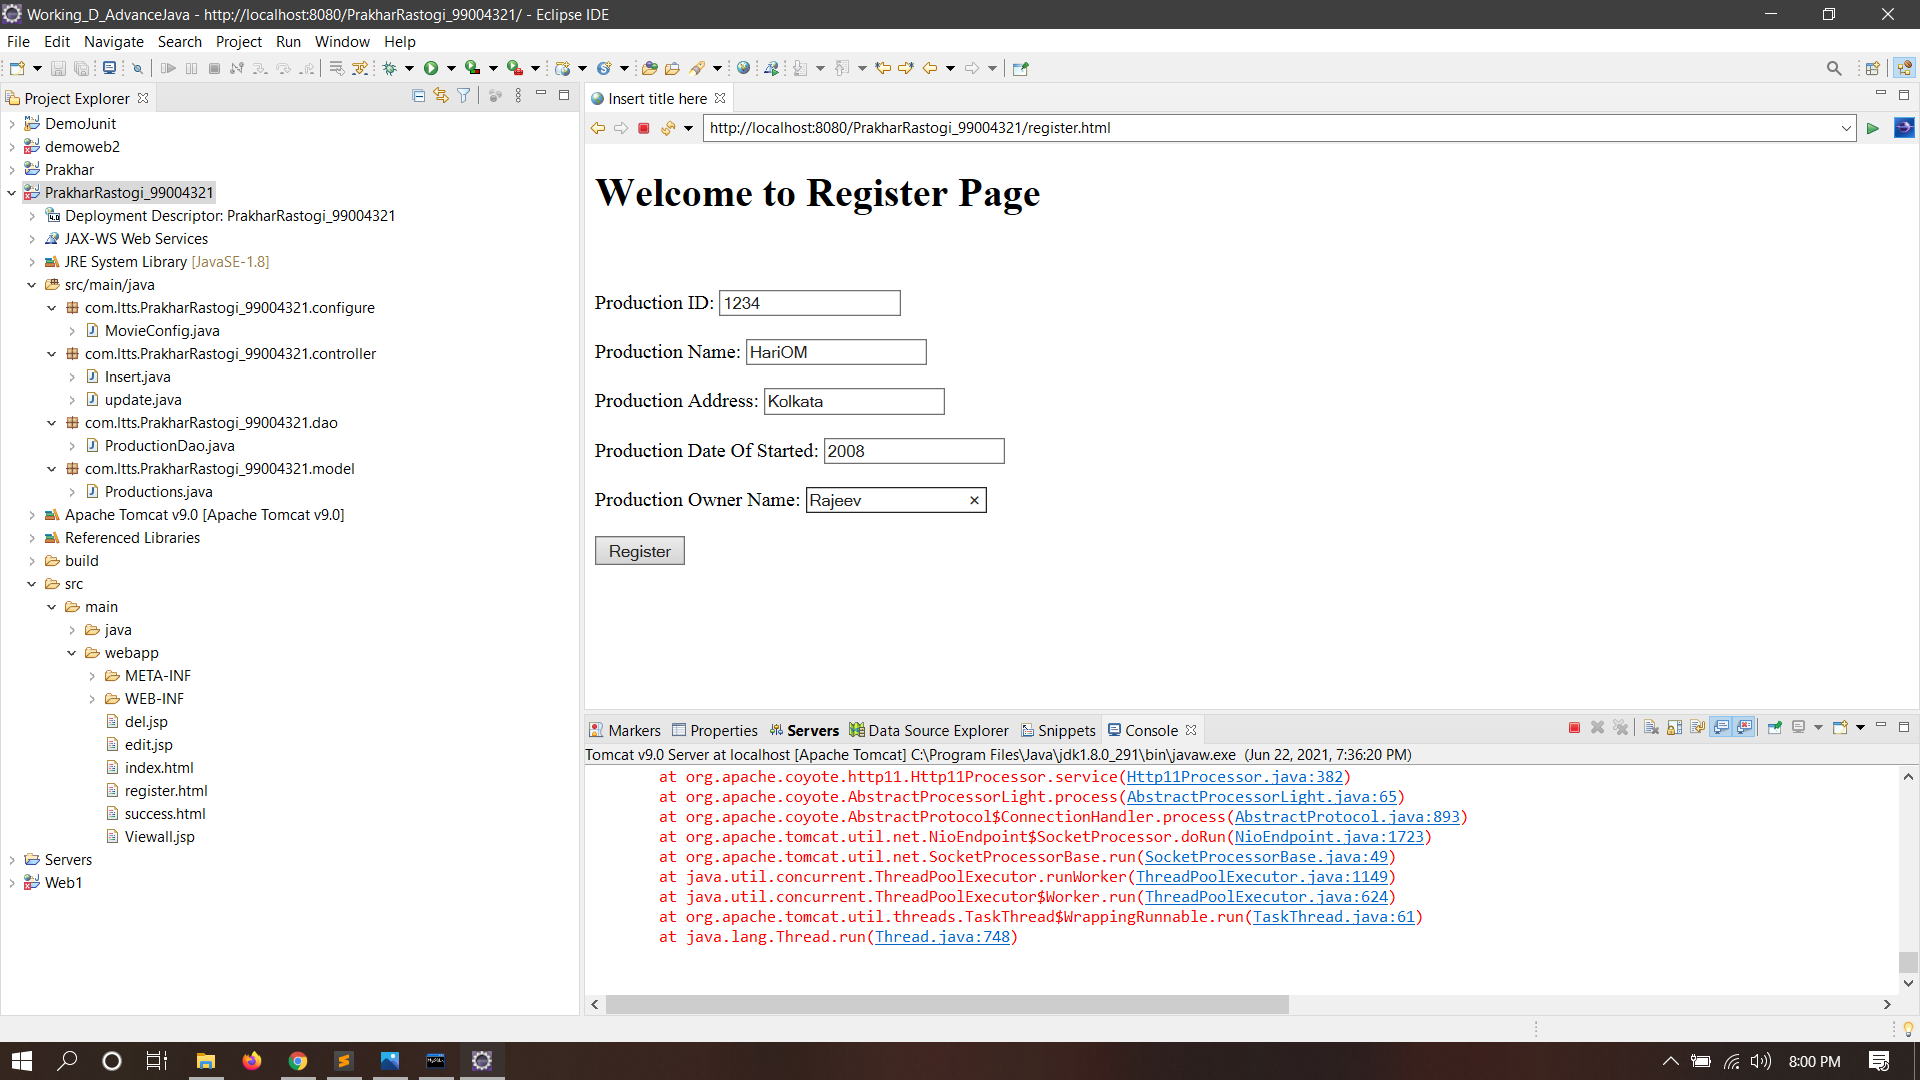 Working_D_AdvanceJava - http://localhost:8080/PrakharRastogi_99004321/ - Eclipse IDE
File Edit Navigate Search Project Run Window Help
Project Explorer
DemoJunit
demoweb2
Prakhar
PrakharRastogi_99004321
Deployment Descriptor: PrakharRastogi_99004321
JAX-WS Web Services
JRE System Library [JavaSE-1.8]
src/main/java
com.ltts.PrakharRastogi_99004321.configure
MovieConfig.java
com.ltts.PrakharRastogi_99004321.controller
Insert.java
update.java
com.ltts.PrakharRastogi_99004321.dao
ProductionDao.java
com.ltts.PrakharRastogi_99004321.model
Productions.java
Apache Tomcat v9.0 [Apache Tomcat v9.0]
Referenced Libraries
build
src
main
java
webapp
META-INF
WEB-INF
del.jsp
edit.jsp
index.html
register.html
success.html
Viewall.jsp
Servers
Web1
Insert title here
http://localhost:8080/PrakharRastogi_99004321/register.html
Welcome to Register Page
Production ID: 1234
Production Name: HariOM
Production Address: Kolkata
Production Date Of Started: 2008
Production Owner Name: Rajeev
Register
Markers Properties Servers Data Source Explorer Snippets Console
Tomcat v9.0 Server at localhost [Apache Tomcat] C:\Program Files\Java\jdk1.8.0_291\bin\javaw.exe (Jun 22, 2021, 7:36:20 PM)
at org.apache.coyote.http11.Http11Processor.service(Http11Processor.java:382)
at org.apache.coyote.AbstractProcessorLight.process(AbstractProcessorLight.java:65)
at org.apache.coyote.AbstractProtocol$ConnectionHandler.process(AbstractProtocol.java:893)
at org.apache.tomcat.util.net.NioEndpoint$SocketProcessor.doRun(NioEndpoint.java:1723)
at org.apache.tomcat.util.net.SocketProcessorBase.run(SocketProcessorBase.java:49)
at java.util.concurrent.ThreadPoolExecutor.runWorker(ThreadPoolExecutor.java:1149)
at java.util.concurrent.ThreadPoolExecutor$Worker.run(ThreadPoolExecutor.java:624)
at org.apache.tomcat.util.threads.TaskThread$WrappingRunnable.run(TaskThread.java:61)
at java.lang.Thread.run(Thread.java:748)
8:00 PM